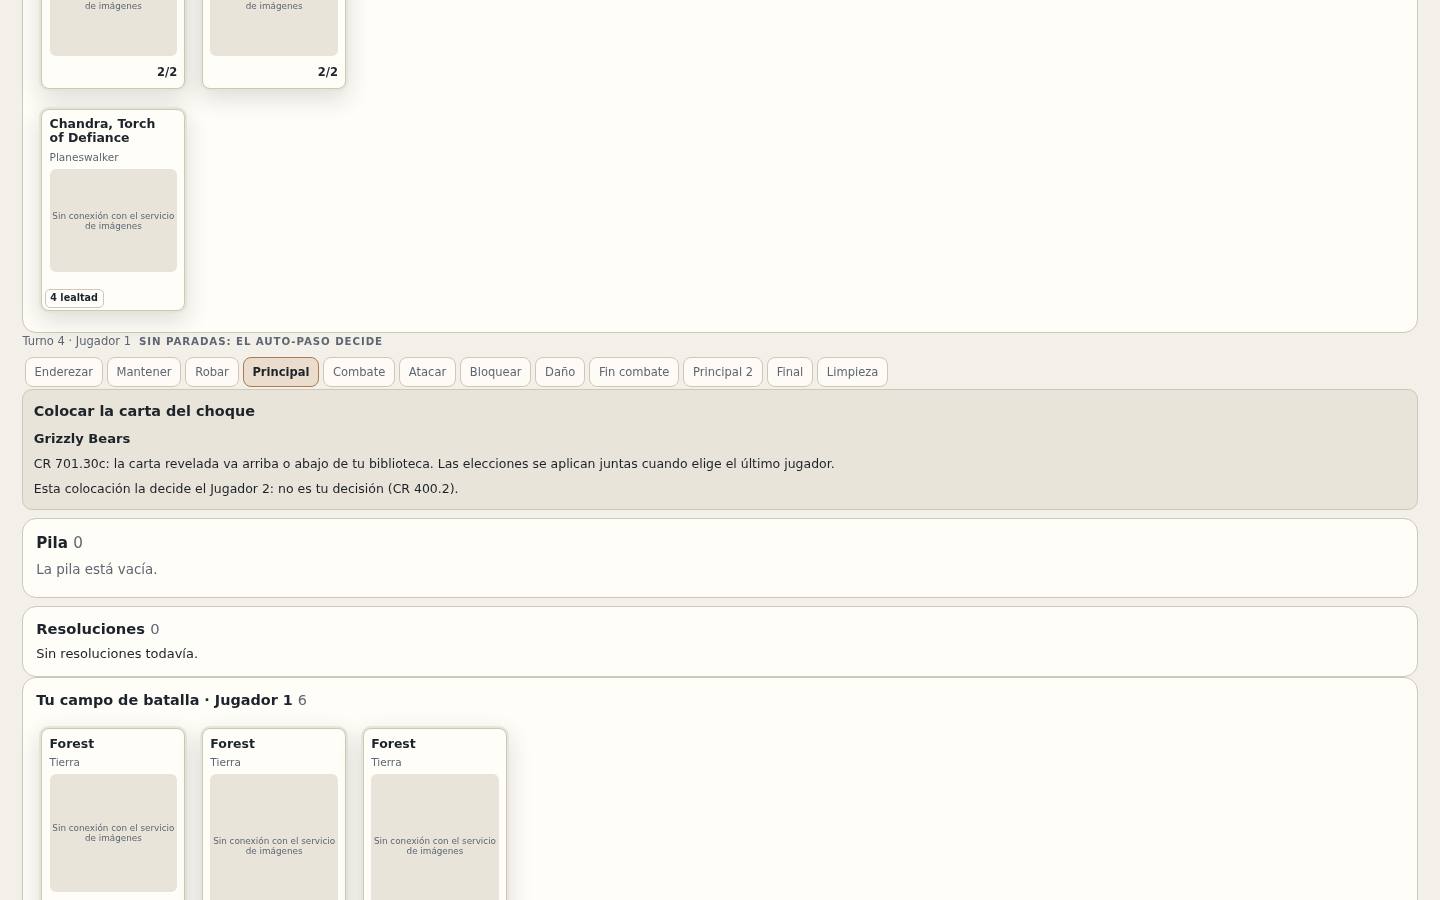 de imágenes
de imágenes
2/2
2/2
Chandra, Torch
of Defiance
Planeswalker
Sin conexión con el servicio
de imágenes
4 lealtad
Turno 4 · Jugador 1 SIN PARADAS: EL AUTO-PASO DECIDE
Enderezar
Mantener
Robar
Principal
Combate
Atacar
Bloquear
Daño
Fin combate
Principal 2
Final
Limpieza
Colocar la carta del choque
Grizzly Bears
CR 701.30c: la carta revelada va arriba o abajo de tu biblioteca. Las elecciones se aplican juntas cuando elige el último jugador.
Esta colocación la decide el Jugador 2: no es tu decisión (CR 400.2).
Pila 0
La pila está vacía.
Resoluciones 0
Sin resoluciones todavía.
Tu campo de batalla · Jugador 1 6
Forest
Tierra
Sin conexión con el servicio
de imágenes
Forest
Tierra
Sin conexión con el servicio
de imágenes
Forest
Tierra
Sin conexión con el servicio
de imágenes